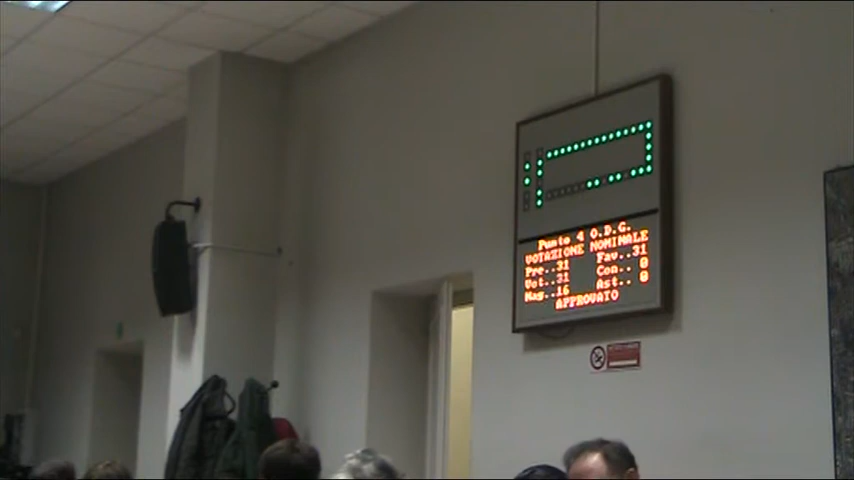 Punto 4 O.D.G.
VOTAZIONE NOMINALE
Pre..31 Fav..31
Vot..31 Con.. 0
Mag..16 Ast.. 0
APPROVATO